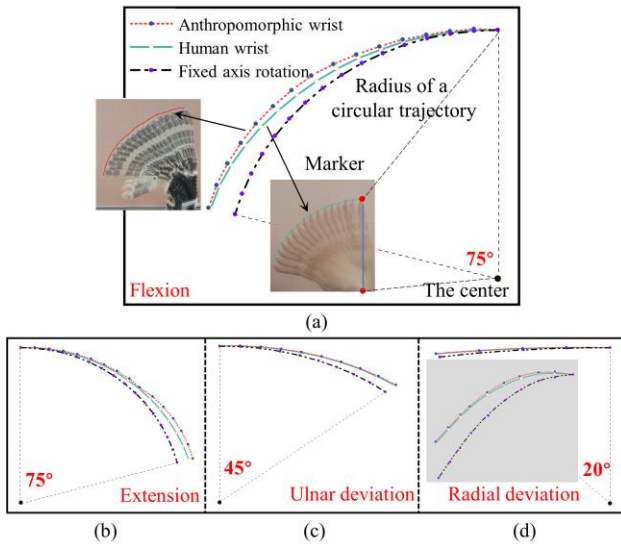 Anthropomorphic wrist
Human wrist
Fixed axis rotation
Radius of a
circular trajectory
Marker
75°
Flexion
The center
(a)
75°
Extension
45°
Ulnar deviation
20°
Radial deviation
(b)
(c)
(d)